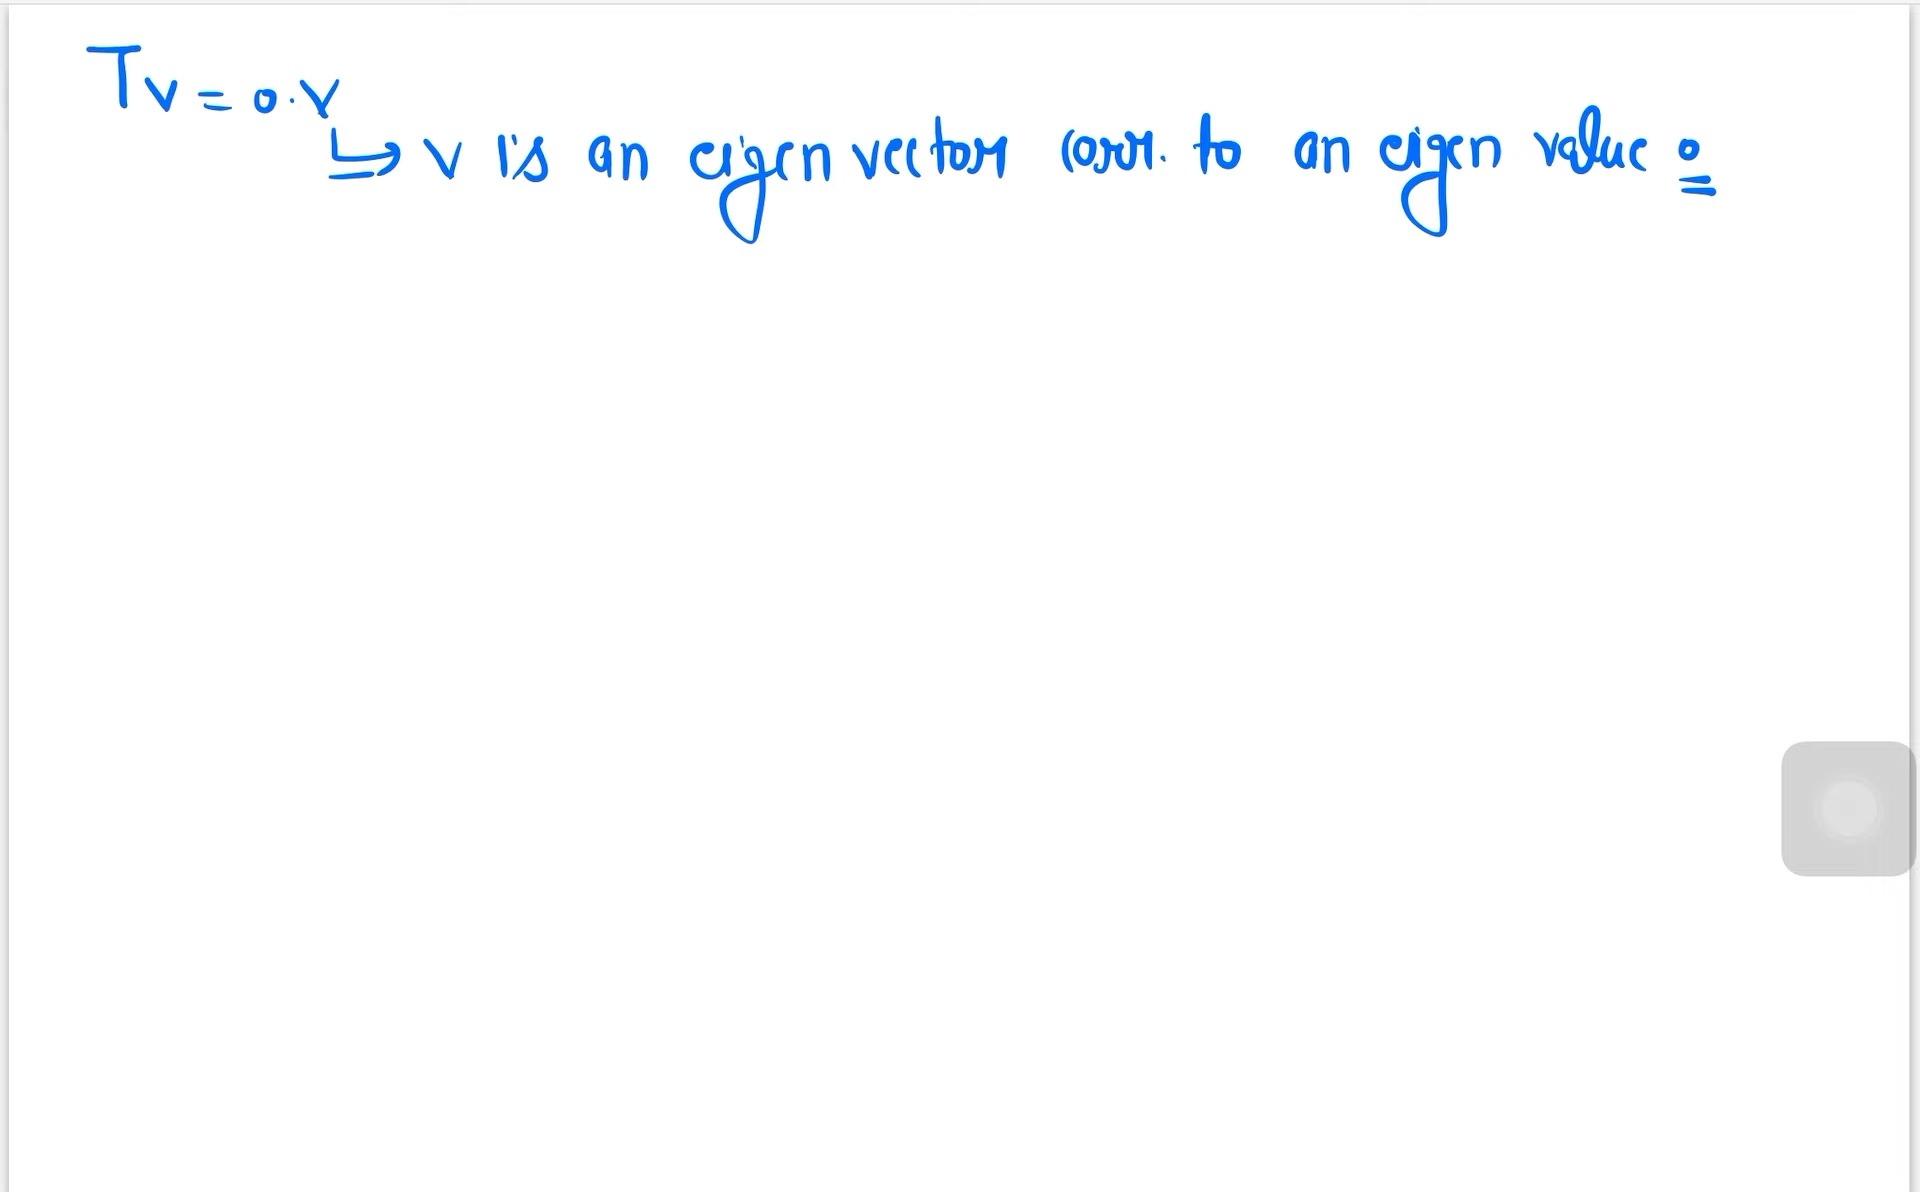 Tv = 0.v
↳ v is an eigen vector corr. to an eigen value 0